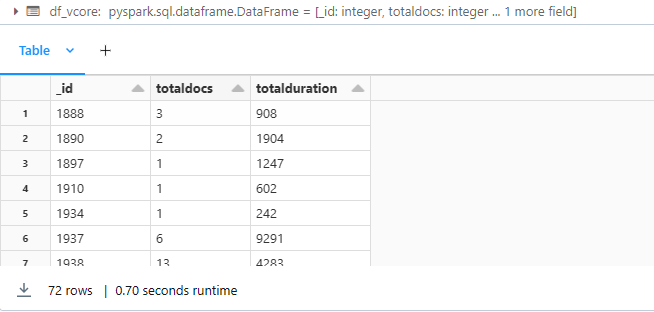 df_vcore: pyspark.sql.dataframe.DataFrame = [_id: integer, totaldocs: integer ... 1 more field]
Table +
_id totaldocs totalduration
1 1888 3 908
2 1890 2 1904
3 1897 1 1247
4 1910 1 602
5 1934 1 242
6 1937 6 9291
7 1938 13 4283
72 rows | 0.70 seconds runtime